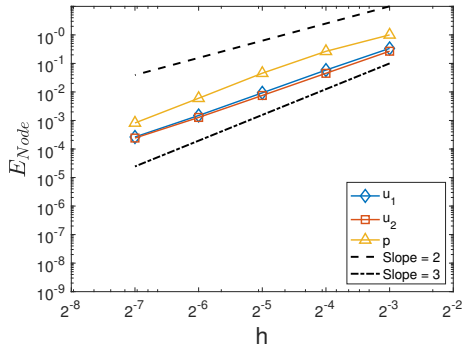 10^-0
10^-1
10^-2
10^-3
10^-4
10^-5
10^-6
10^-7
10^-8
10^-9
E_Node
2^-8
2^-7
2^-6
2^-5
2^-4
2^-3
2^-2
h
u_1
u_2
p
Slope = 2
Slope = 3